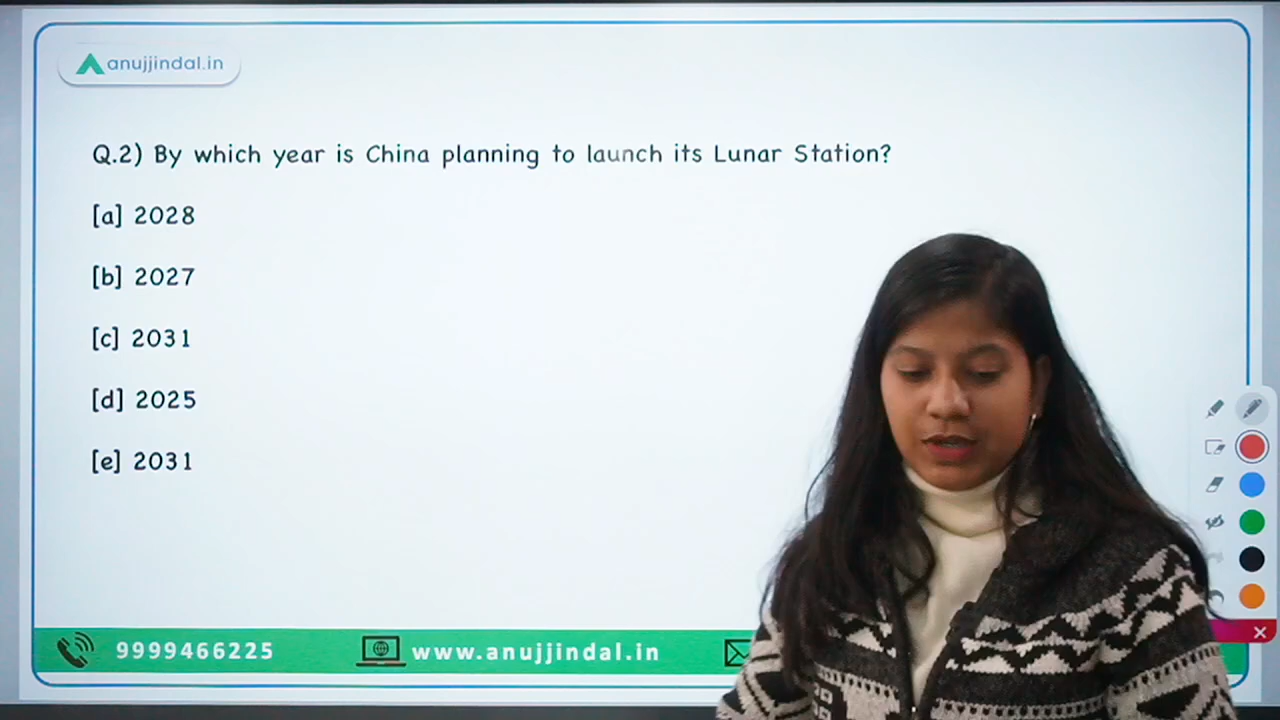 anujjindal.in
Q.2) By which year is China planning to launch its Lunar Station?
[a] 2028
[b] 2027
[c] 2031
[d] 2025
[e] 2031
9999466225
www.anujjindal.in